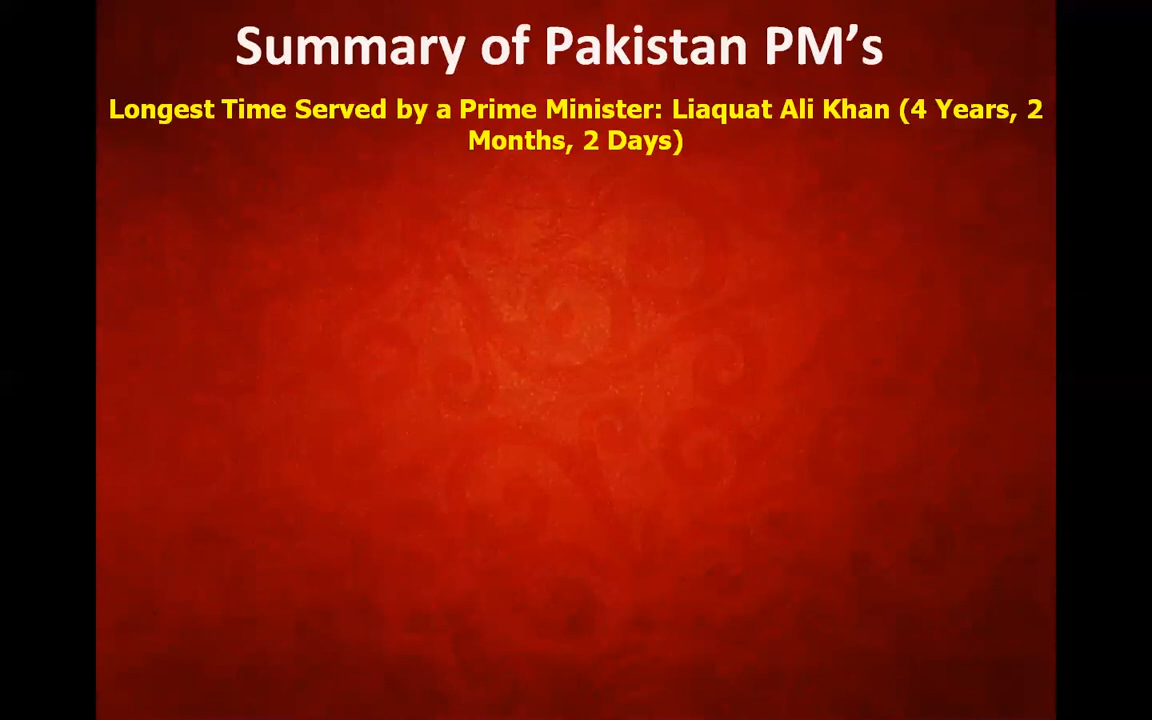 Summary of Pakistan PM’s
Longest Time Served by a Prime Minister: Liaquat Ali Khan (4 Years, 2
Months, 2 Days)